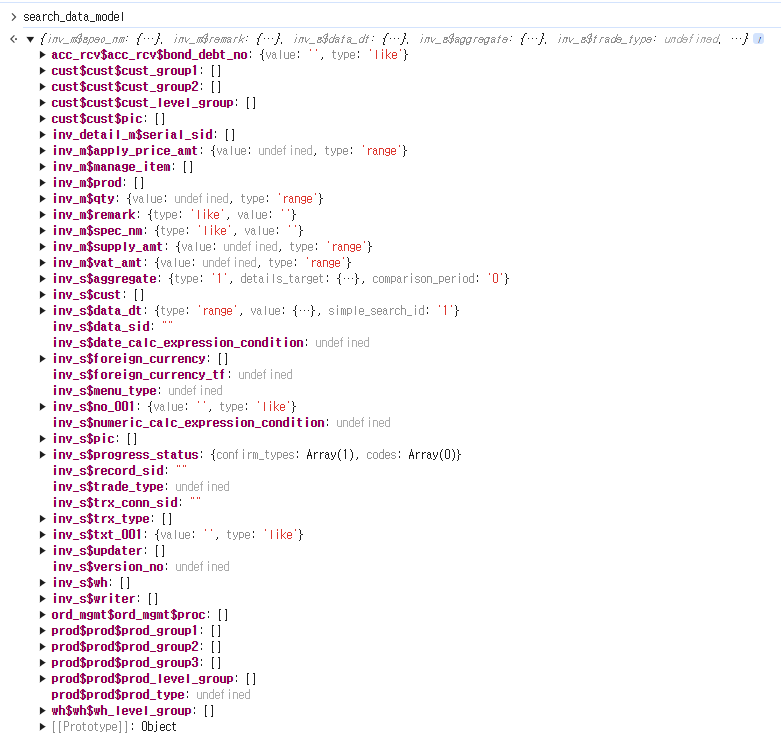 search_data_model
{inv_m$spec_nm: {…}, inv_m$remark: {…}, inv_s$data_dt: {…}, inv_s$aggregate: {…}, inv_s$trade_type: undefined, …} i
acc_rcv$acc_rcv$bond_debt_no: {value: '', type: 'like'}
cust$cust$cust_group1: []
cust$cust$cust_group2: []
cust$cust$cust_level_group: []
cust$cust$pic: []
inv_detail_m$serial_sid: []
inv_m$apply_price_amt: {value: undefined, type: 'range'}
inv_m$manage_item: []
inv_m$prod: []
inv_m$qty: {value: undefined, type: 'range'}
inv_m$remark: {type: 'like', value: ''}
inv_m$spec_nm: {type: 'like', value: ''}
inv_m$supply_amt: {value: undefined, type: 'range'}
inv_m$vat_amt: {value: undefined, type: 'range'}
inv_s$aggregate: {type: '1', details_target: {…}, comparison_period: '0'}
inv_s$cust: []
inv_s$data_dt: {type: 'range', value: {…}, simple_search_id: '1'}
inv_s$data_sid: ""
inv_s$date_calc_expression_condition: undefined
inv_s$foreign_currency: []
inv_s$foreign_currency_tf: undefined
inv_s$menu_type: undefined
inv_s$no_001: {value: '', type: 'like'}
inv_s$numeric_calc_expression_condition: undefined
inv_s$pic: []
inv_s$progress_status: {confirm_types: Array(1), codes: Array(0)}
inv_s$record_sid: ""
inv_s$trade_type: undefined
inv_s$trx_conn_sid: ""
inv_s$trx_type: []
inv_s$txt_001: {value: '', type: 'like'}
inv_s$updater: []
inv_s$version_no: undefined
inv_s$wh: []
inv_s$writer: []
ord_mgmt$ord_mgmt$proc: []
prod$prod$prod_group1: []
prod$prod$prod_group2: []
prod$prod$prod_group3: []
prod$prod$prod_level_group: []
prod$prod$prod_type: undefined
wh$wh$wh_level_group: []
[[Prototype]]: Object